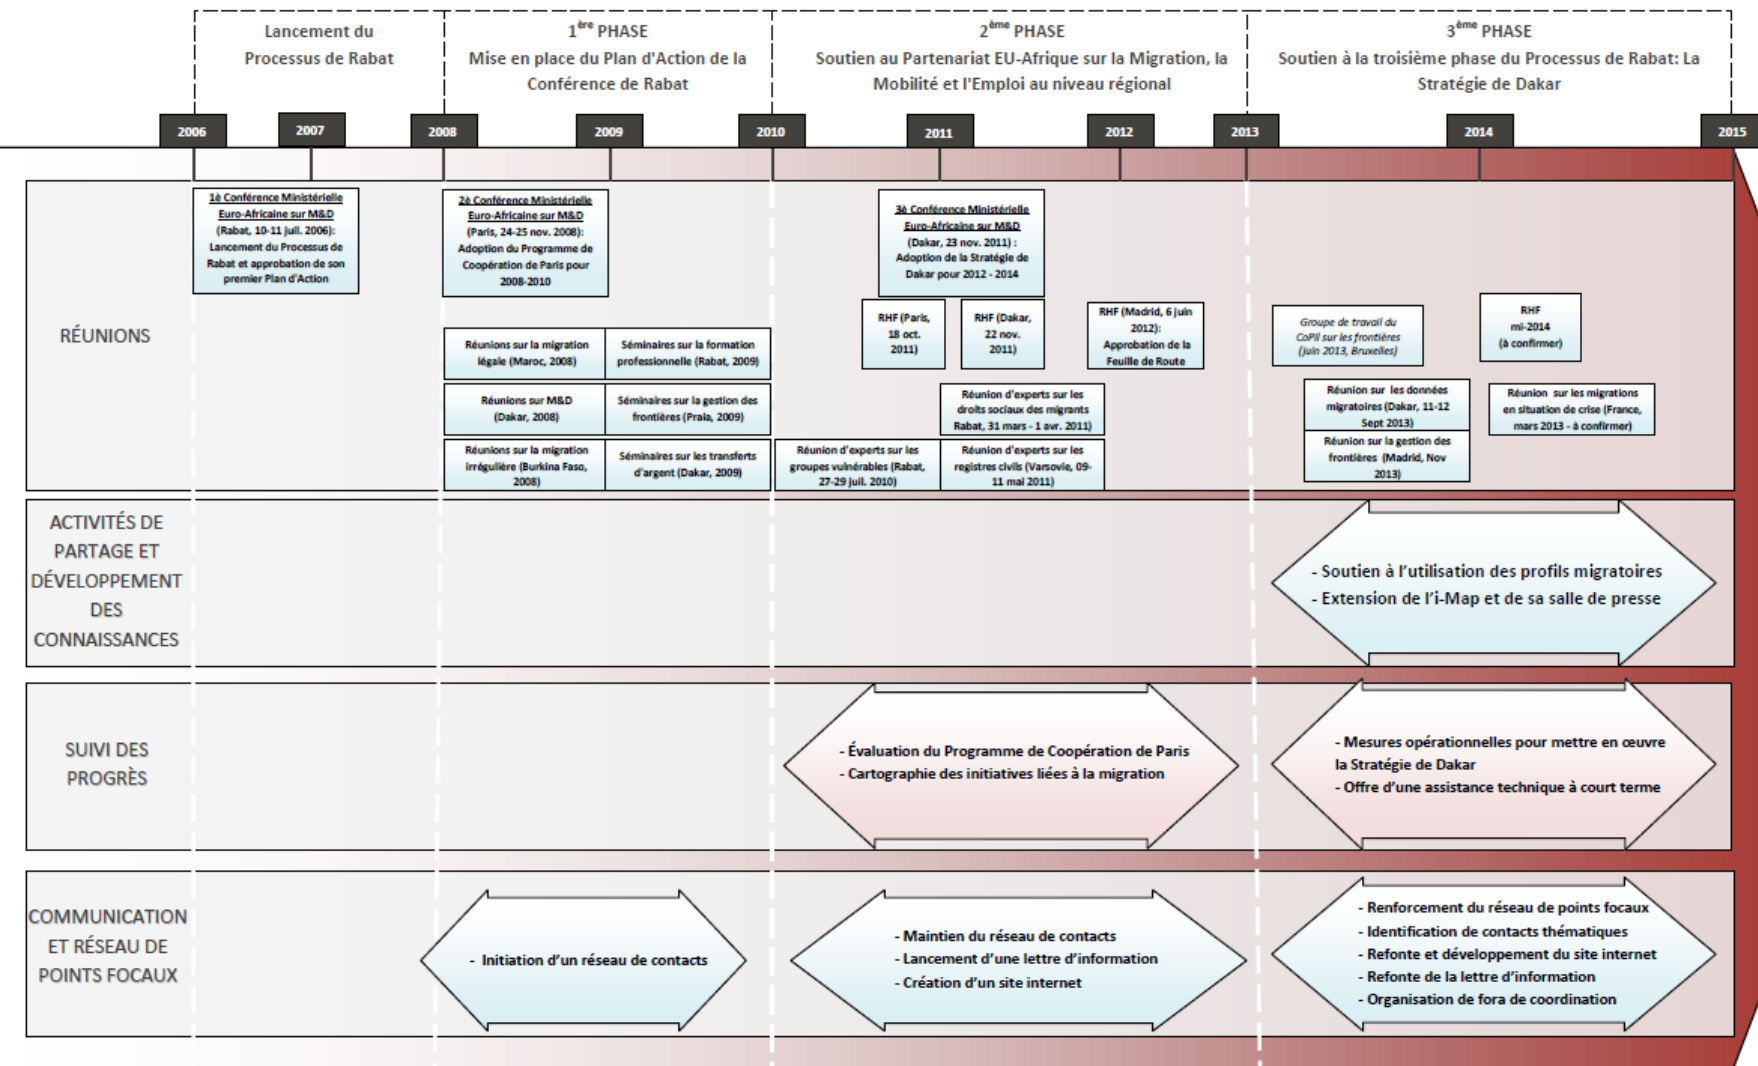 Lancement du
Processus de Rabat
1ère PHASE
Mise en place du Plan d'Action de la
Conférence de Rabat
2ème PHASE
Soutien au Partenariat EU-Afrique sur la Migration, la
Mobilité et l'Emploi au niveau régional
3ème PHASE
Soutien à la troisième phase du Processus de Rabat: La
Stratégie de Dakar
2006
2007
2008
2009
2010
2011
2012
2013
2014
2015
RÉUNIONS
1è Conférence Ministérielle
Euro-Africaine sur M&D
(Rabat, 10-11 juil. 2006):
Lancement du Processus de
Rabat et approbation de son
premier Plan d'Action
2è Conférence Ministérielle
Euro-Africaine sur M&D
(Paris, 24-25 nov. 2008):
Adoption du Programme de
Coopération de Paris pour
2008-2010
3è Conférence Ministérielle
Euro-Africaine sur M&D
(Dakar, 23 nov. 2011) :
Adoption de la Stratégie de
Dakar pour 2012 - 2014
RHF (Paris,
18 oct.
2011)
RHF (Dakar,
22 nov.
2011)
RHF (Madrid, 6 juin
2012):
Approbation de la
Feuille de Route
Groupe de travail du
CoPil sur les frontières
(juin 2013, Bruxelles)
RHF
mi-2014
(à confirmer)
Réunions sur la migration
légale (Maroc, 2008)
Séminaires sur la formation
professionnelle (Rabat, 2009)
Réunions sur M&D
(Dakar, 2008)
Séminaires sur la gestion des
frontières (Praia, 2009)
Réunions sur la migration
irrégulière (Burkina Faso,
2008)
Séminaires sur les transferts
d'argent (Dakar, 2009)
Réunion d'experts sur les
droits sociaux des migrants
Rabat, 31 mars - 1 avr. 2011)
Réunion d'experts sur les
groupes vulnérables (Rabat,
27-29 juil. 2010)
Réunion d'experts sur les
registres civils (Varsovie, 09-
11 mai 2011)
Réunion sur les données
migratoires (Dakar, 11-12
Sept 2013)
Réunion sur la gestion des
frontières (Madrid, Nov
2013)
Réunion sur les migrations
en situation de crise (France,
mars 2013 - à confirmer)
ACTIVITÉS DE
PARTAGE ET
DÉVELOPPEMENT
DES
CONNAISSANCES
- Soutien à l'utilisation des profils migratoires
- Extension de l'i-Map et de sa salle de presse
SUIVI DES
PROGRÈS
- Évaluation du Programme de Coopération de Paris
- Cartographie des initiatives liées à la migration
- Mesures opérationnelles pour mettre en œuvre
la Stratégie de Dakar
- Offre d'une assistance technique à court terme
COMMUNICATION
ET RÉSEAU DE
POINTS FOCAUX
- Initiation d'un réseau de contacts
- Maintien du réseau de contacts
- Lancement d'une lettre d'information
- Création d'un site internet
- Renforcement du réseau de points focaux
- Identification de contacts thématiques
- Refonte et développement du site internet
- Refonte de la lettre d'information
- Organisation de fora de coordination